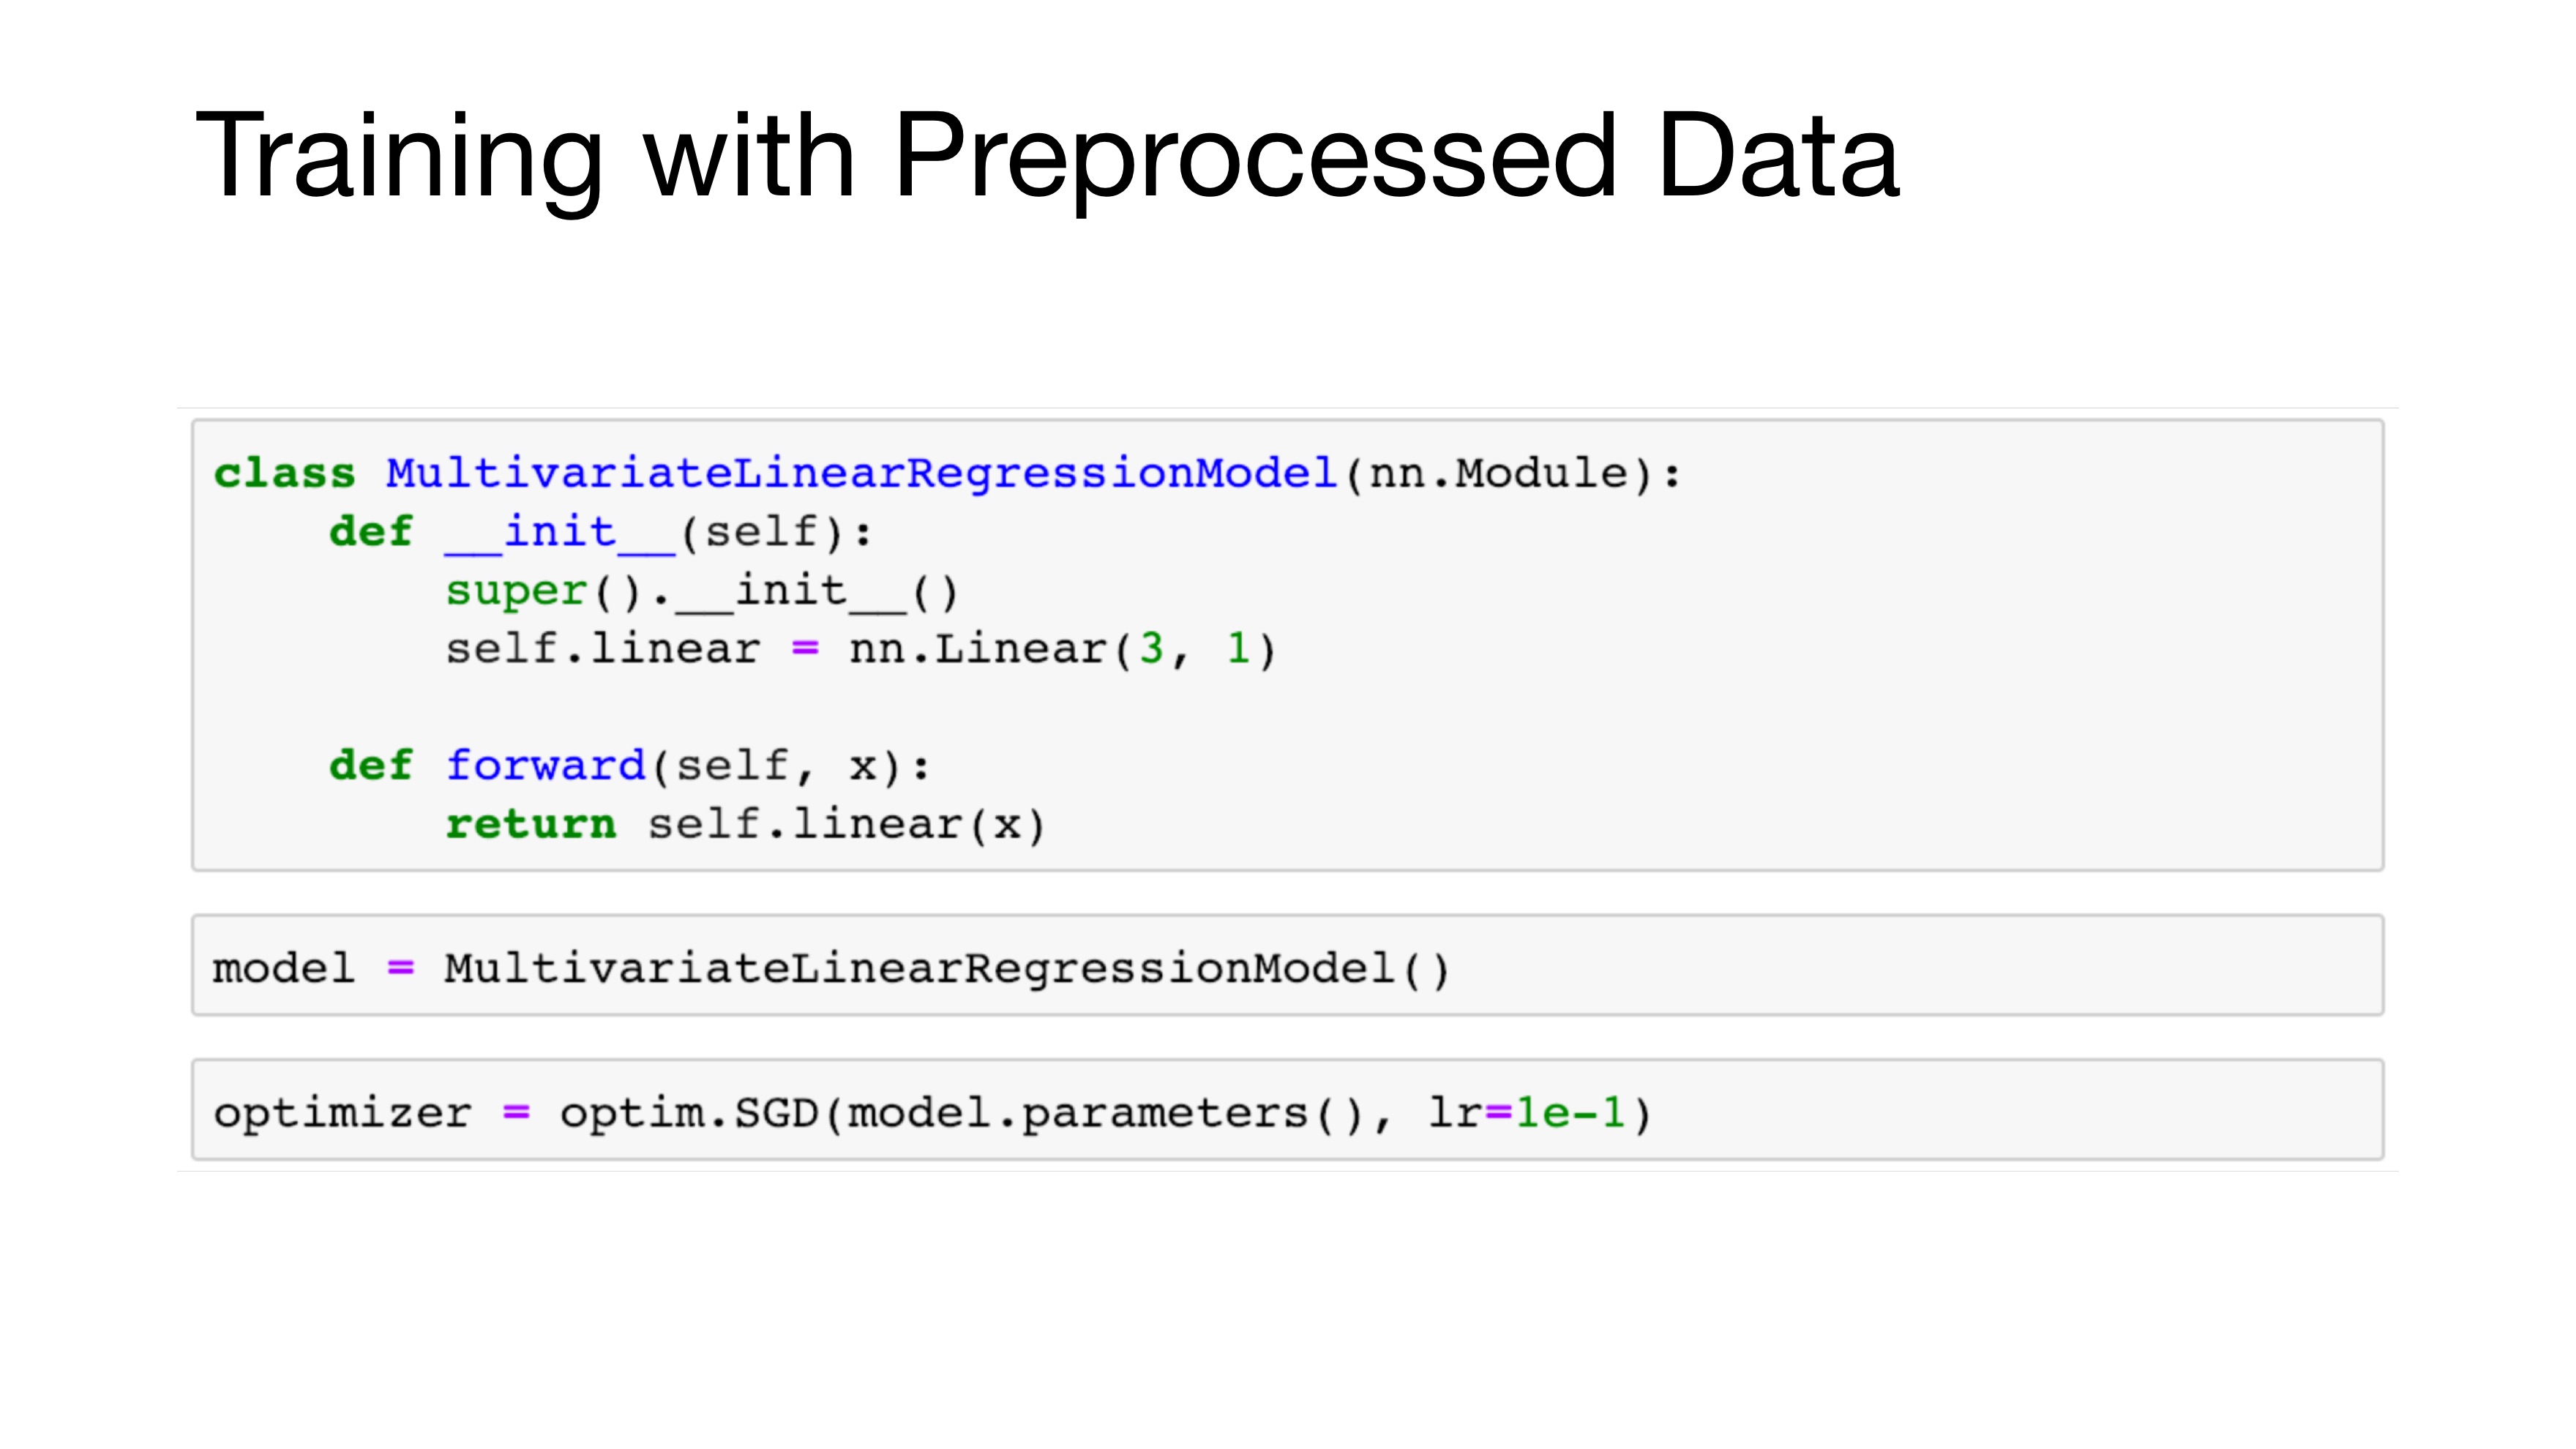 Training with Preprocessed Data
class MultivariateLinearRegressionModel(nn.Module):
    def __init__(self):
        super().__init__()
        self.linear = nn.Linear(3, 1)
    def forward(self, x):
        return self.linear(x)
model = MultivariateLinearRegressionModel()
optimizer = optim.SGD(model.parameters(), lr=1e-1)